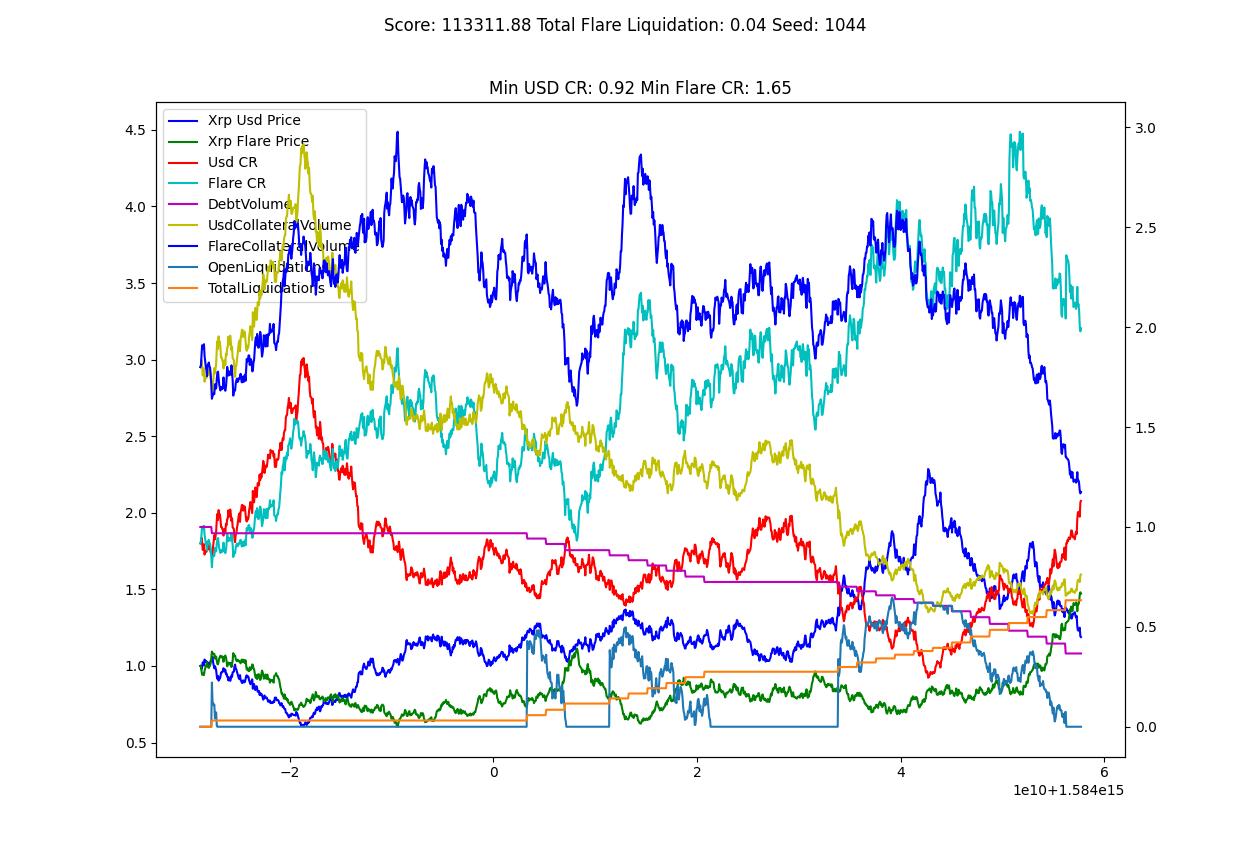 Score: 113311.88 Total Flare Liquidation: 0.04 Seed: 1044
Min USD CR: 0.92 Min Flare CR: 1.65
Xrp Usd Price
Xrp Flare Price
Usd CR
Flare CR
DebtVolume
UsdCollateralVolume
FlareCollateralVolume
OpenLiquidations
TotalLiquidations
4.5
4.0
3.5
3.0
2.5
2.0
1.5
1.0
0.5
3.0
2.5
2.0
1.5
1.0
0.5
0.0
−2 0 2 4 6
1e10+1.584e15